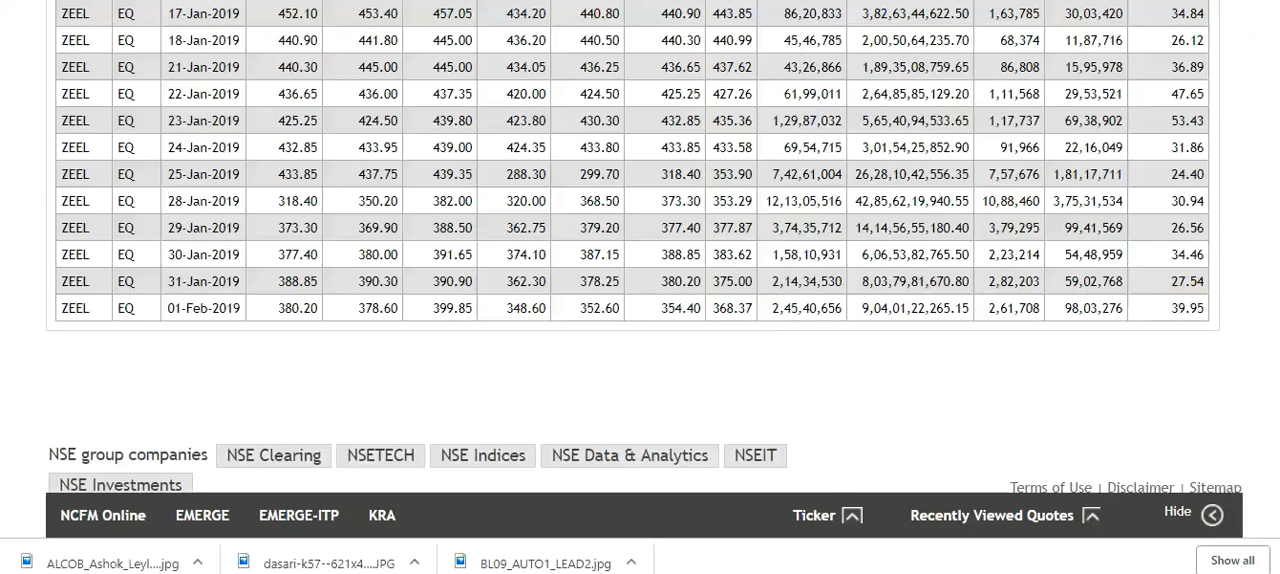 ZEEL EQ 17-Jan-2019 452.10 453.40 457.05 434.20 440.80 440.90 443.85 86,20,833 3,82,63,44,622.50 1,63,785 30,03,420 34.84
ZEEL EQ 18-Jan-2019 440.90 441.80 445.00 436.20 440.50 440.30 440.99 45,46,785 2,00,50,64,235.70 68,374 11,87,716 26.12
ZEEL EQ 21-Jan-2019 440.30 445.00 445.00 434.05 436.25 436.65 437.62 43,26,866 1,89,35,08,759.65 86,808 15,95,978 36.89
ZEEL EQ 22-Jan-2019 436.65 436.00 437.35 420.00 424.50 425.25 427.26 61,99,011 2,64,85,85,129.20 1,11,568 29,53,521 47.65
ZEEL EQ 23-Jan-2019 425.25 424.50 439.80 423.80 430.30 432.85 435.36 1,29,87,032 5,65,40,94,533.65 1,17,737 69,38,902 53.43
ZEEL EQ 24-Jan-2019 432.85 433.95 439.00 424.35 433.80 433.85 433.58 69,54,715 3,01,54,25,852.90 91,966 22,16,049 31.86
ZEEL EQ 25-Jan-2019 433.85 437.75 439.35 288.30 299.70 318.40 353.90 7,42,61,004 26,28,10,42,556.35 7,57,676 1,81,17,711 24.40
ZEEL EQ 28-Jan-2019 318.40 350.20 382.00 320.00 368.50 373.30 353.29 12,13,05,516 42,85,62,19,940.55 10,88,460 3,75,31,534 30.94
ZEEL EQ 29-Jan-2019 373.30 369.90 388.50 362.75 379.20 377.40 377.87 3,74,35,712 14,14,56,55,180.40 3,79,295 99,41,569 26.56
ZEEL EQ 30-Jan-2019 377.40 380.00 391.65 374.10 387.15 388.85 383.62 1,58,10,931 6,06,53,82,765.50 2,23,214 54,48,959 34.46
ZEEL EQ 31-Jan-2019 388.85 390.30 390.90 362.30 378.25 380.20 375.00 2,14,34,530 8,03,79,81,670.80 2,82,203 59,02,768 27.54
ZEEL EQ 01-Feb-2019 380.20 378.60 399.85 348.60 352.60 354.40 368.37 2,45,40,656 9,04,01,22,265.15 2,61,708 98,03,276 39.95
NSE group companies NSE Clearing NSETECH NSE Indices NSE Data & Analytics NSEIT
NSE Investments Terms of Use | Disclaimer | Sitemap
NCFM Online EMERGE EMERGE-ITP KRA Ticker Recently Viewed Quotes Hide
ALCOB_Ashok_Leyl....jpg dasari-k57--621x4....JPG BL09_AUTO1_LEAD2.jpg Show all